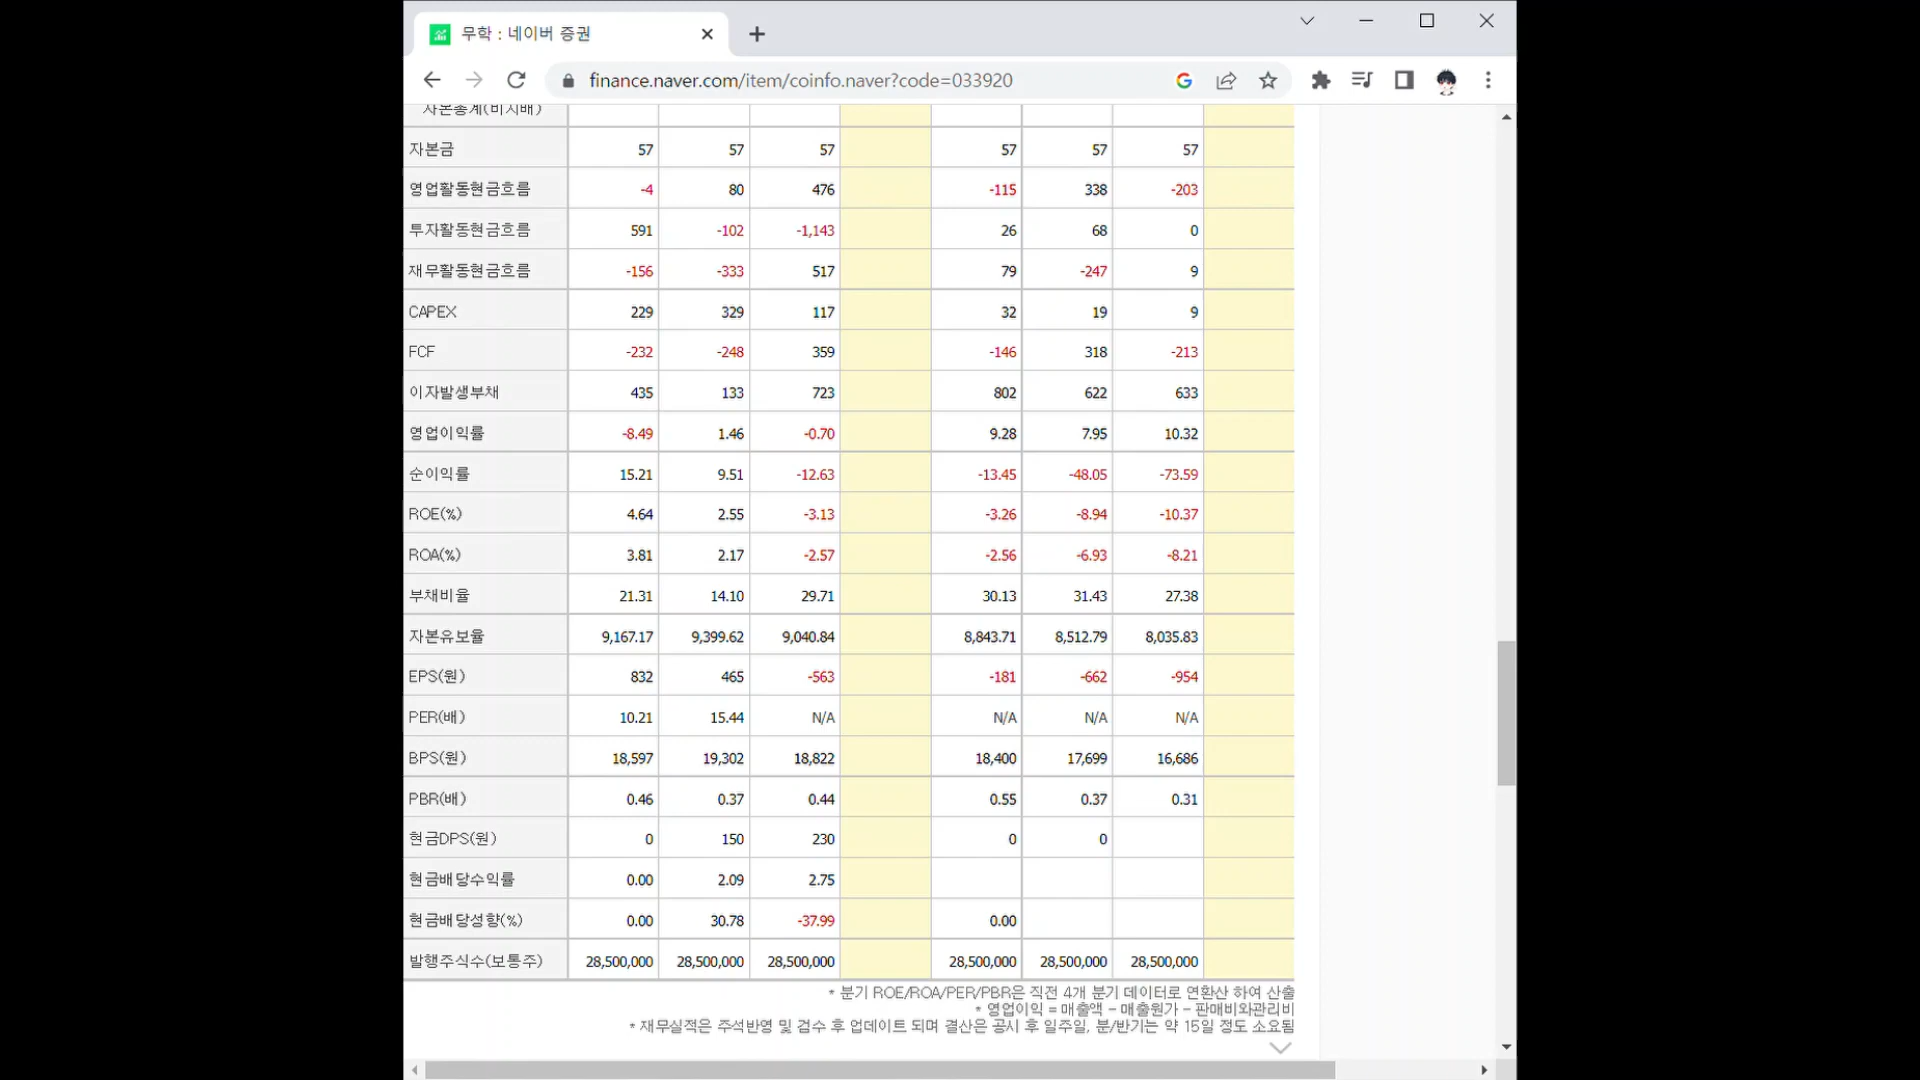 무학 : 네이버 증권
finance.naver.com/item/coinfo.naver?code=033920
자본총계(비지배)
자본금 57 57 57 57 57 57
영업활동현금흐름 -4 80 476 -115 338 -203
투자활동현금흐름 591 -102 -1,143 26 68 0
재무활동현금흐름 -156 -333 517 79 -247 9
CAPEX 229 329 117 32 19 9
FCF -232 -248 359 -146 318 -213
이자발생부채 435 133 723 802 622 633
영업이익률 -8.49 1.46 -0.70 9.28 7.95 10.32
순이익률 15.21 9.51 -12.63 -13.45 -48.05 -73.59
ROE(%) 4.64 2.55 -3.13 -3.26 -8.94 -10.37
ROA(%) 3.81 2.17 -2.57 -2.56 -6.93 -8.21
부채비율 21.31 14.10 29.71 30.13 31.43 27.38
자본유보율 9,167.17 9,399.62 9,040.84 8,843.71 8,512.79 8,035.83
EPS(원) 832 465 -563 -181 -662 -954
PER(배) 10.21 15.44 N/A N/A N/A N/A
BPS(원) 18,597 19,302 18,822 18,400 17,699 16,686
PBR(배) 0.46 0.37 0.44 0.55 0.37 0.31
현금DPS(원) 0 150 230 0 0
현금배당수익률 0.00 2.09 2.75
현금배당성향(%) 0.00 30.78 -37.99 0.00
발행주식수(보통주) 28,500,000 28,500,000 28,500,000 28,500,000 28,500,000 28,500,000
* 분기 ROE/ROA/PER/PBR은 직전 4개 분기 데이터로 연환산 하여 산출
* 영업이익 = 매출액 - 매출원가 - 판매비와관리비
* 재무실적은 주석반영 및 검수 후 업데이트 되며 결산은 공시 후 일주일, 분/반기는 약 15일 정도 소요됨